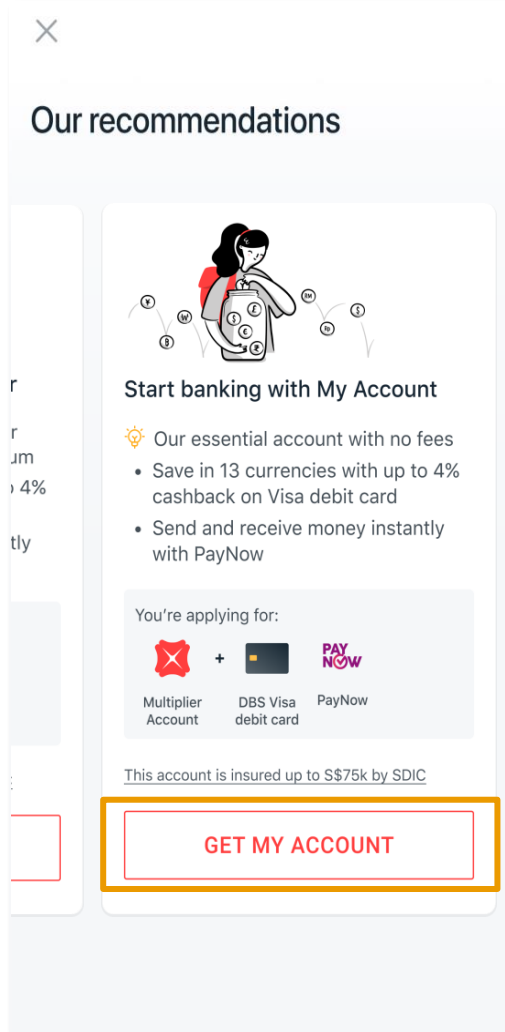 Our recommendations
r
r
um
o 4%
tly
Start banking with My Account
Our essential account with no fees
• Save in 13 currencies with up to 4%
cashback on Visa debit card
• Send and receive money instantly
with PayNow
You're applying for:
+
PAY
NOW
Multiplier
Account
DBS Visa
debit card
PayNow
This account is insured up to S$75k by SDIC
GET MY ACCOUNT